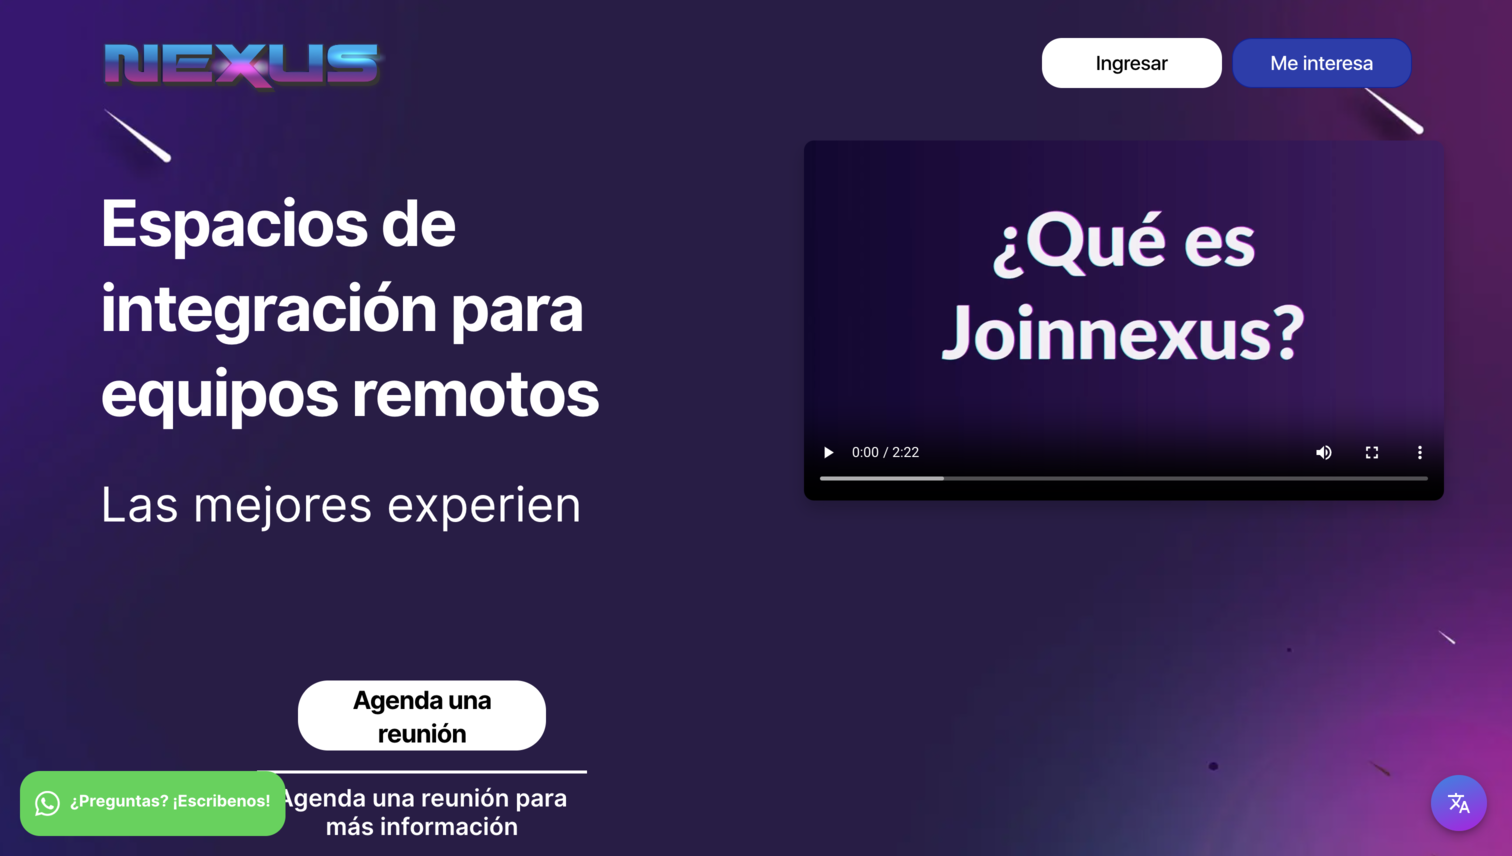 NEXUS
Ingresar
Me interesa
Espacios de
integración para
equipos remotos
Las mejores experien
¿Qué es
Joinnexus?
0:00 / 2:22
Agenda una
reunión
¿Preguntas? ¡Escribenos!
Agenda una reunión para
más información